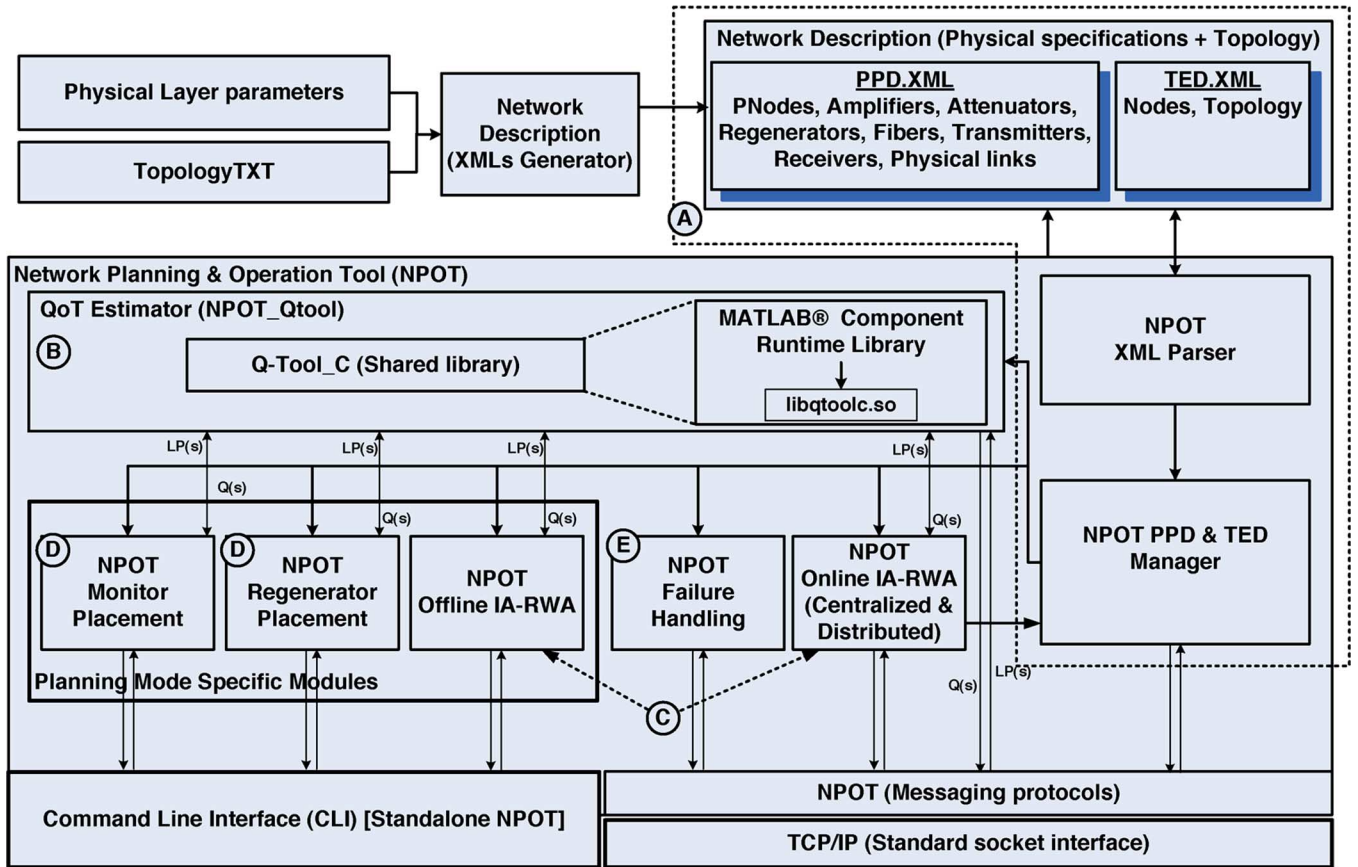 Network Description (Physical specifications + Topology)
PPD.XML
PNodes, Amplifiers, Attenuators,
Regenerators, Fibers, Transmitters,
Receivers, Physical links
TED.XML
Nodes, Topology
Physical Layer parameters
TopologyTXT
Network
Description
(XMLs Generator)
A
Network Planning & Operation Tool (NPOT)
QoT Estimator (NPOT_Qtool)
B
Q-Tool_C (Shared library)
MATLAB® Component
Runtime Library
libqtoolc.so
NPOT
XML Parser
LP(s)
LP(s)
LP(s)
LP(s)
Q(s)
Q(s)
Q(s)
Q(s)
D
NPOT
Monitor
Placement
D
NPOT
Regenerator
Placement
NPOT
Offline IA-RWA
E
NPOT
Failure
Handling
NPOT
Online IA-RWA
(Centralized &
Distributed)
NPOT PPD & TED
Manager
Planning Mode Specific Modules
C
Q(s)
LP(s)
Command Line Interface (CLI) [Standalone NPOT]
NPOT (Messaging protocols)
TCP/IP (Standard socket interface)